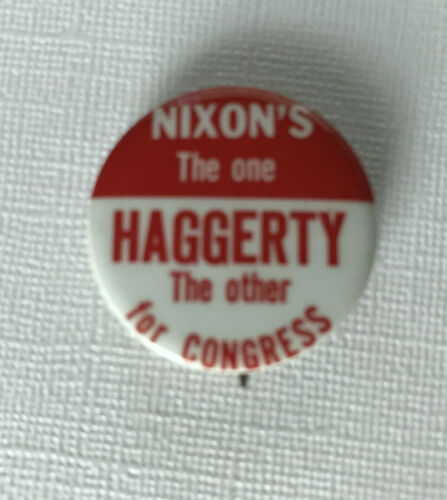 NIXON'S
The one
HAGGERTY
The other
for CONGRESS